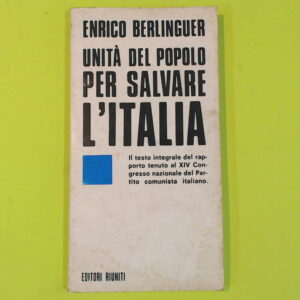 ENRICO BERLINGUER
UNITÀ DEL POPOLO
PER SALVARE
L'ITALIA
Il testo integrale del rap-
porto tenuto al XIV Con-
gresso nazionale del Par-
tito comunista italiano.
EDITORI RIUNITI